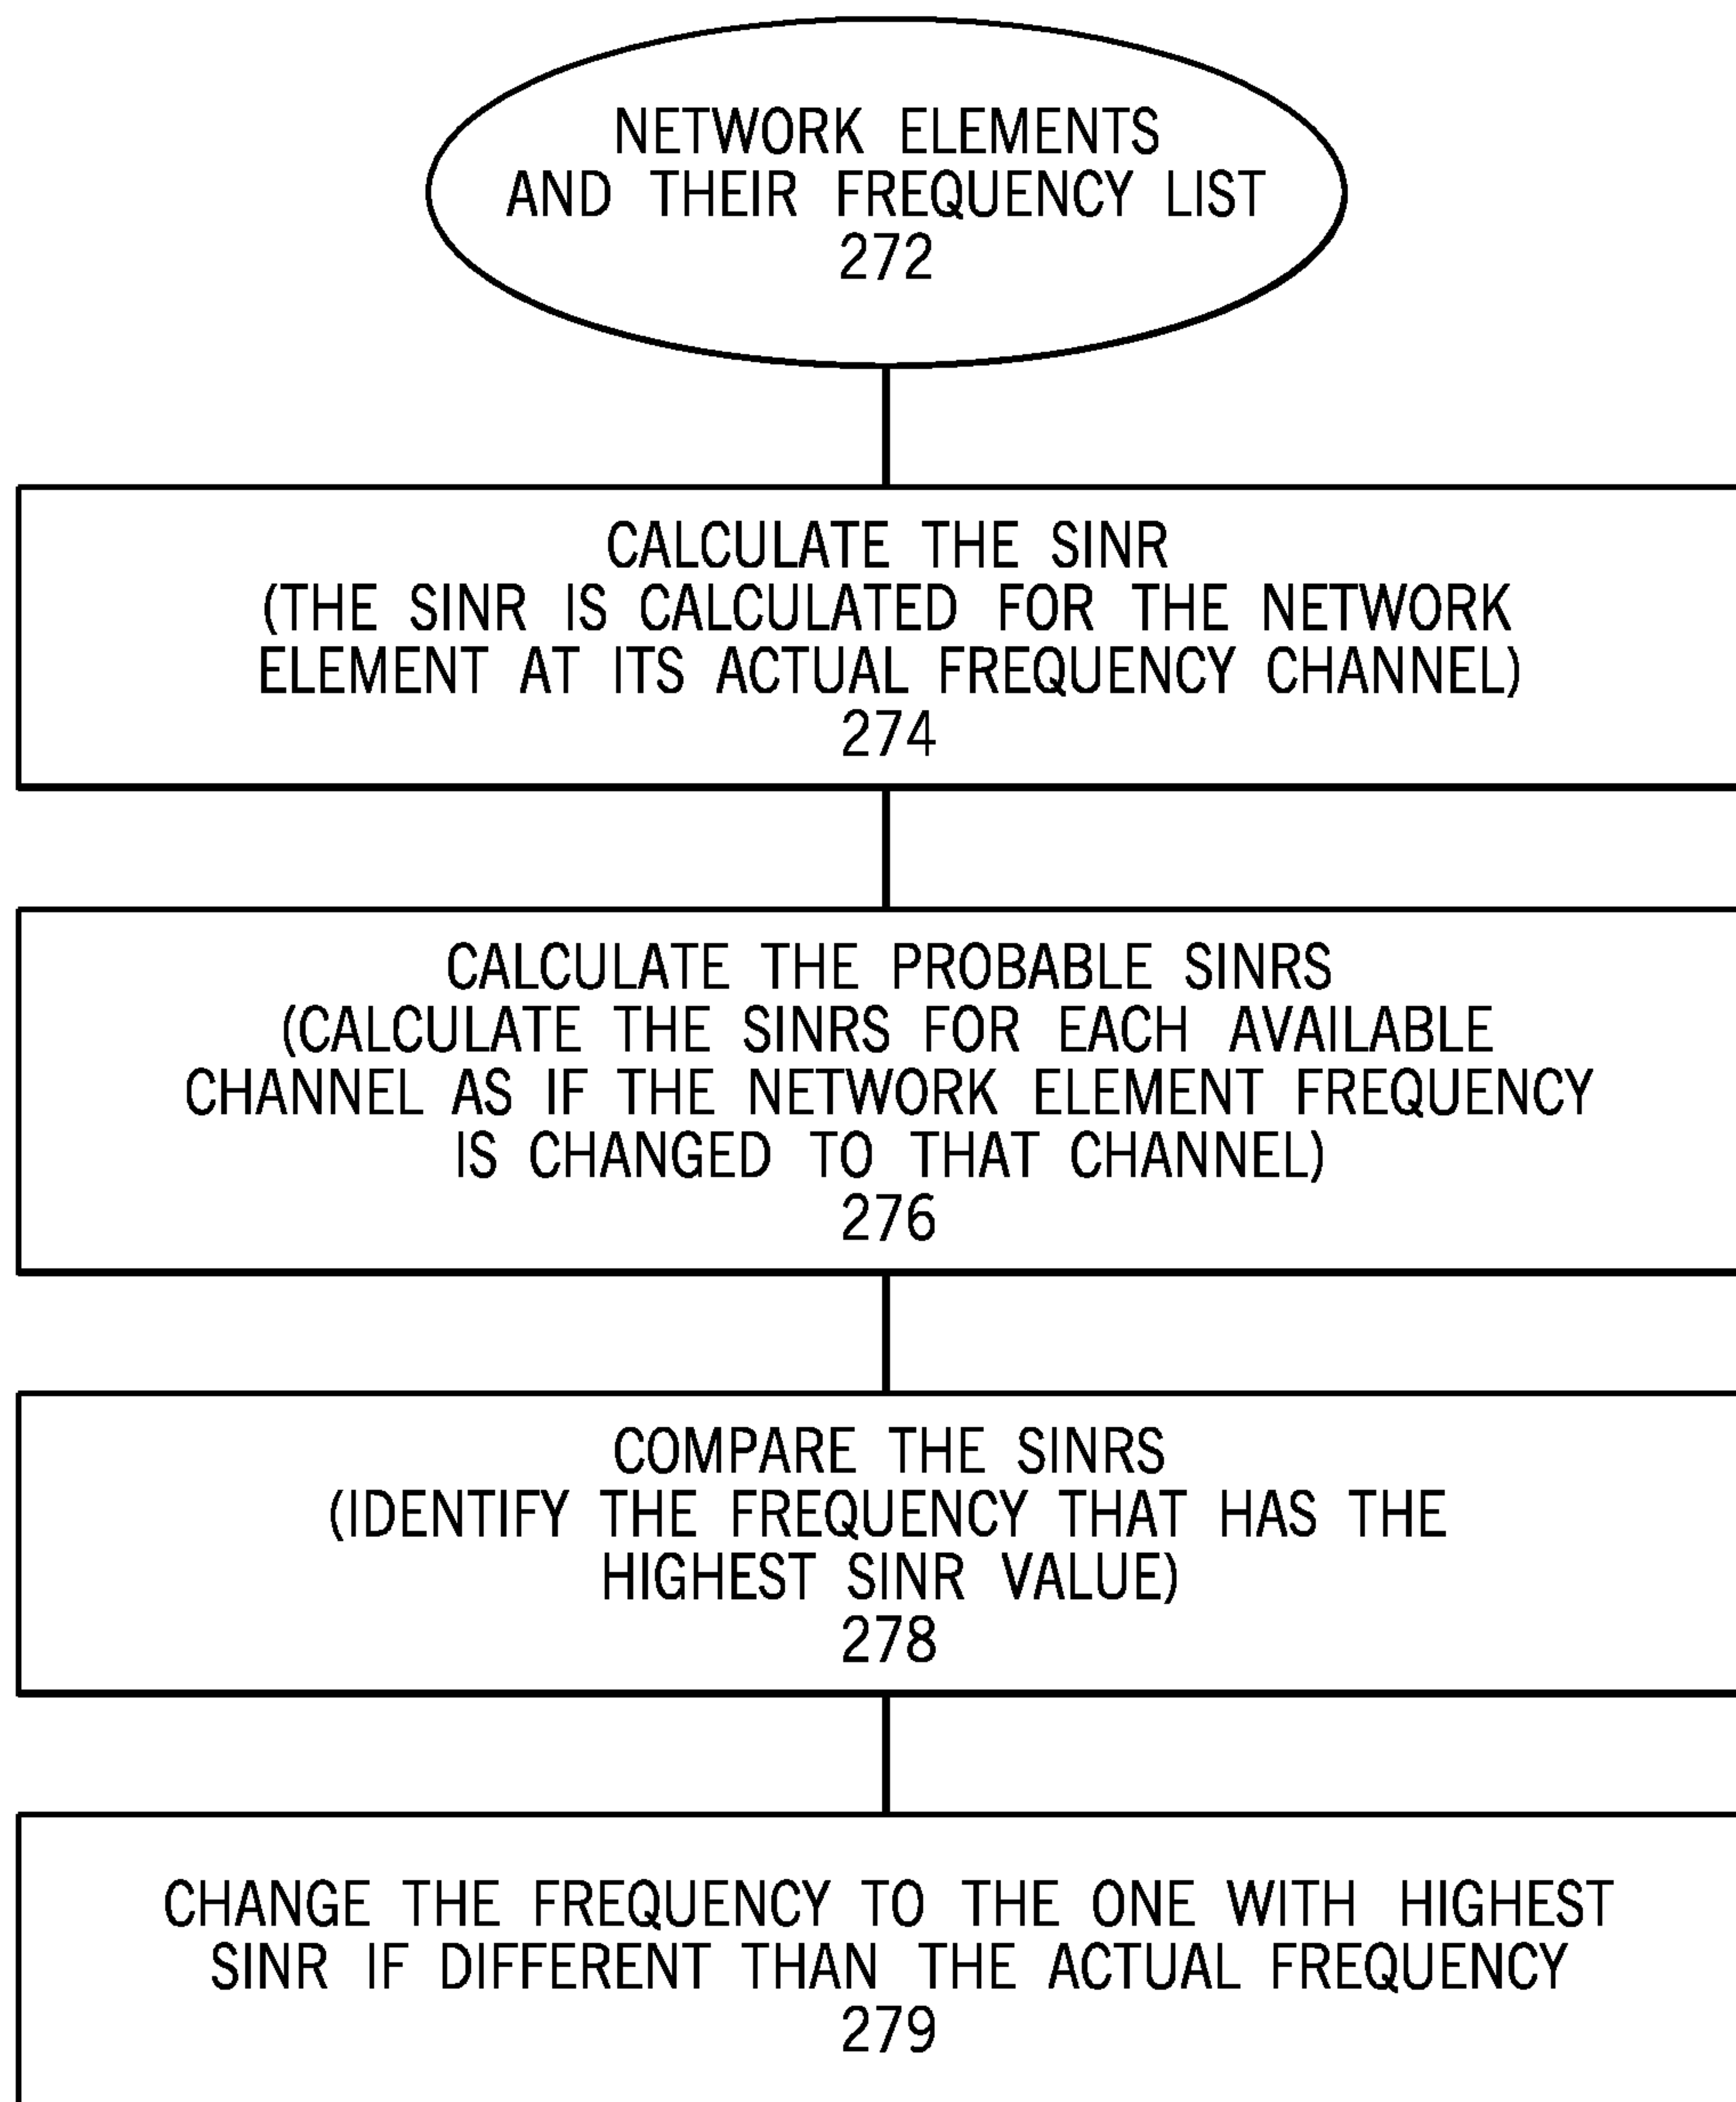 NETWORK ELEMENTS
AND THEIR FREQUENCY LIST
272
CALCULATE THE SINR
(THE SINR IS CALCULATED FOR THE NETWORK
ELEMENT AT ITS ACTUAL FREQUENCY CHANNEL)
274
CALCULATE THE PROBABLE SINRS
(CALCULATE THE SINRS FOR EACH AVAILABLE
CHANNEL AS IF THE NETWORK ELEMENT FREQUENCY
IS CHANGED TO THAT CHANNEL)
276
COMPARE THE SINRS
(IDENTIFY THE FREQUENCY THAT HAS THE
HIGHEST SINR VALUE)
278
CHANGE THE FREQUENCY TO THE ONE WITH HIGHEST
SINR IF DIFFERENT THAN THE ACTUAL FREQUENCY
279